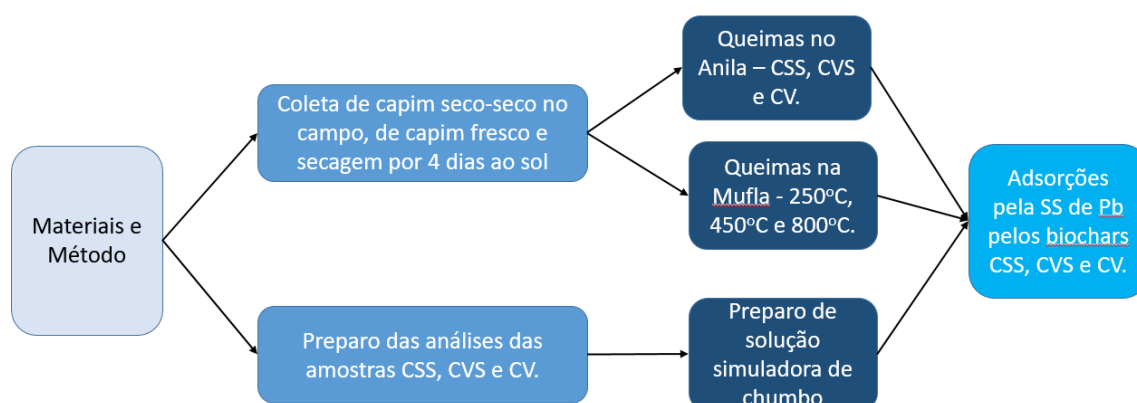 Materiais e
Método
Coleta de capim seco-seco no
campo, de capim fresco e
secagem por 4 dias ao sol
Preparo das análises das
amostras CSS, CVS e CV.
Queimas no
Anila – CSS, CVS
e CV.
Queimas na
Mufla - 250ºC,
450ºC e 800ºC.
Preparo de
solução
simuladora de
chumbo
Adsorções
pela SS de Pb
pelos biochars
CSS, CVS e CV.